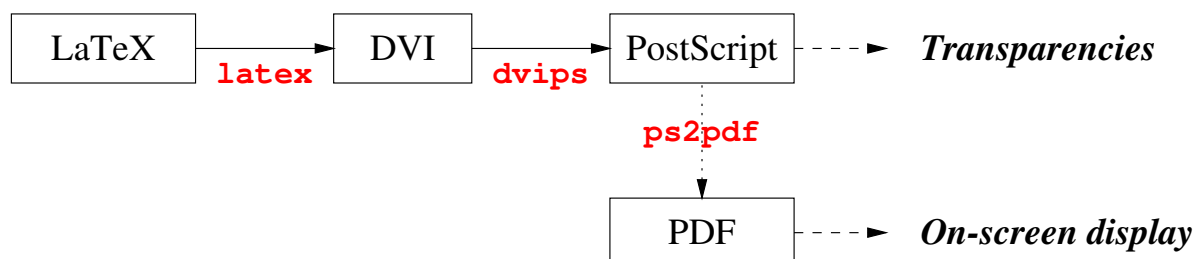 LaTeX DVI PostScript Transparencies
latex dvips
ps2pdf
PDF On-screen display